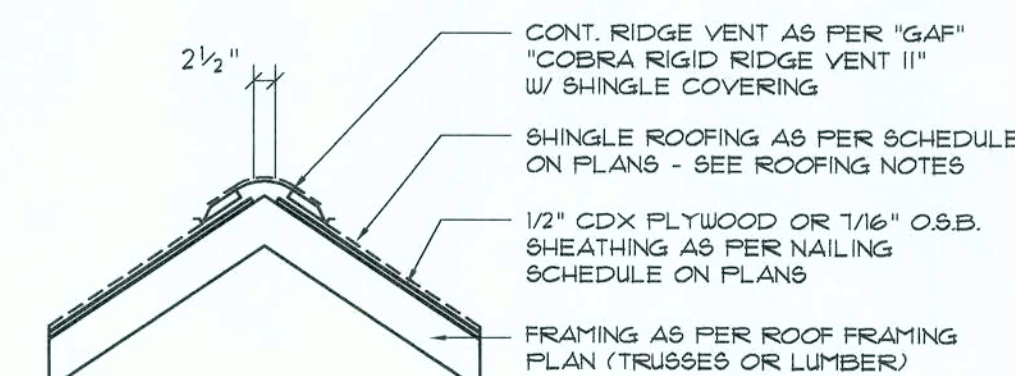 2½"
CONT. RIDGE VENT AS PER "GAF"
"COBRA RIGID RIDGE VENT II"
W/ SHINGLE COVERING
SHINGLE ROOFING AS PER SCHEDULE
ON PLANS - SEE ROOFING NOTES
1/2" CDX PLYWOOD OR 7/16" O.S.B.
SHEATHING AS PER NAILING
SCHEDULE ON PLANS
FRAMING AS PER ROOF FRAMING
PLAN (TRUSSES OR LUMBER)